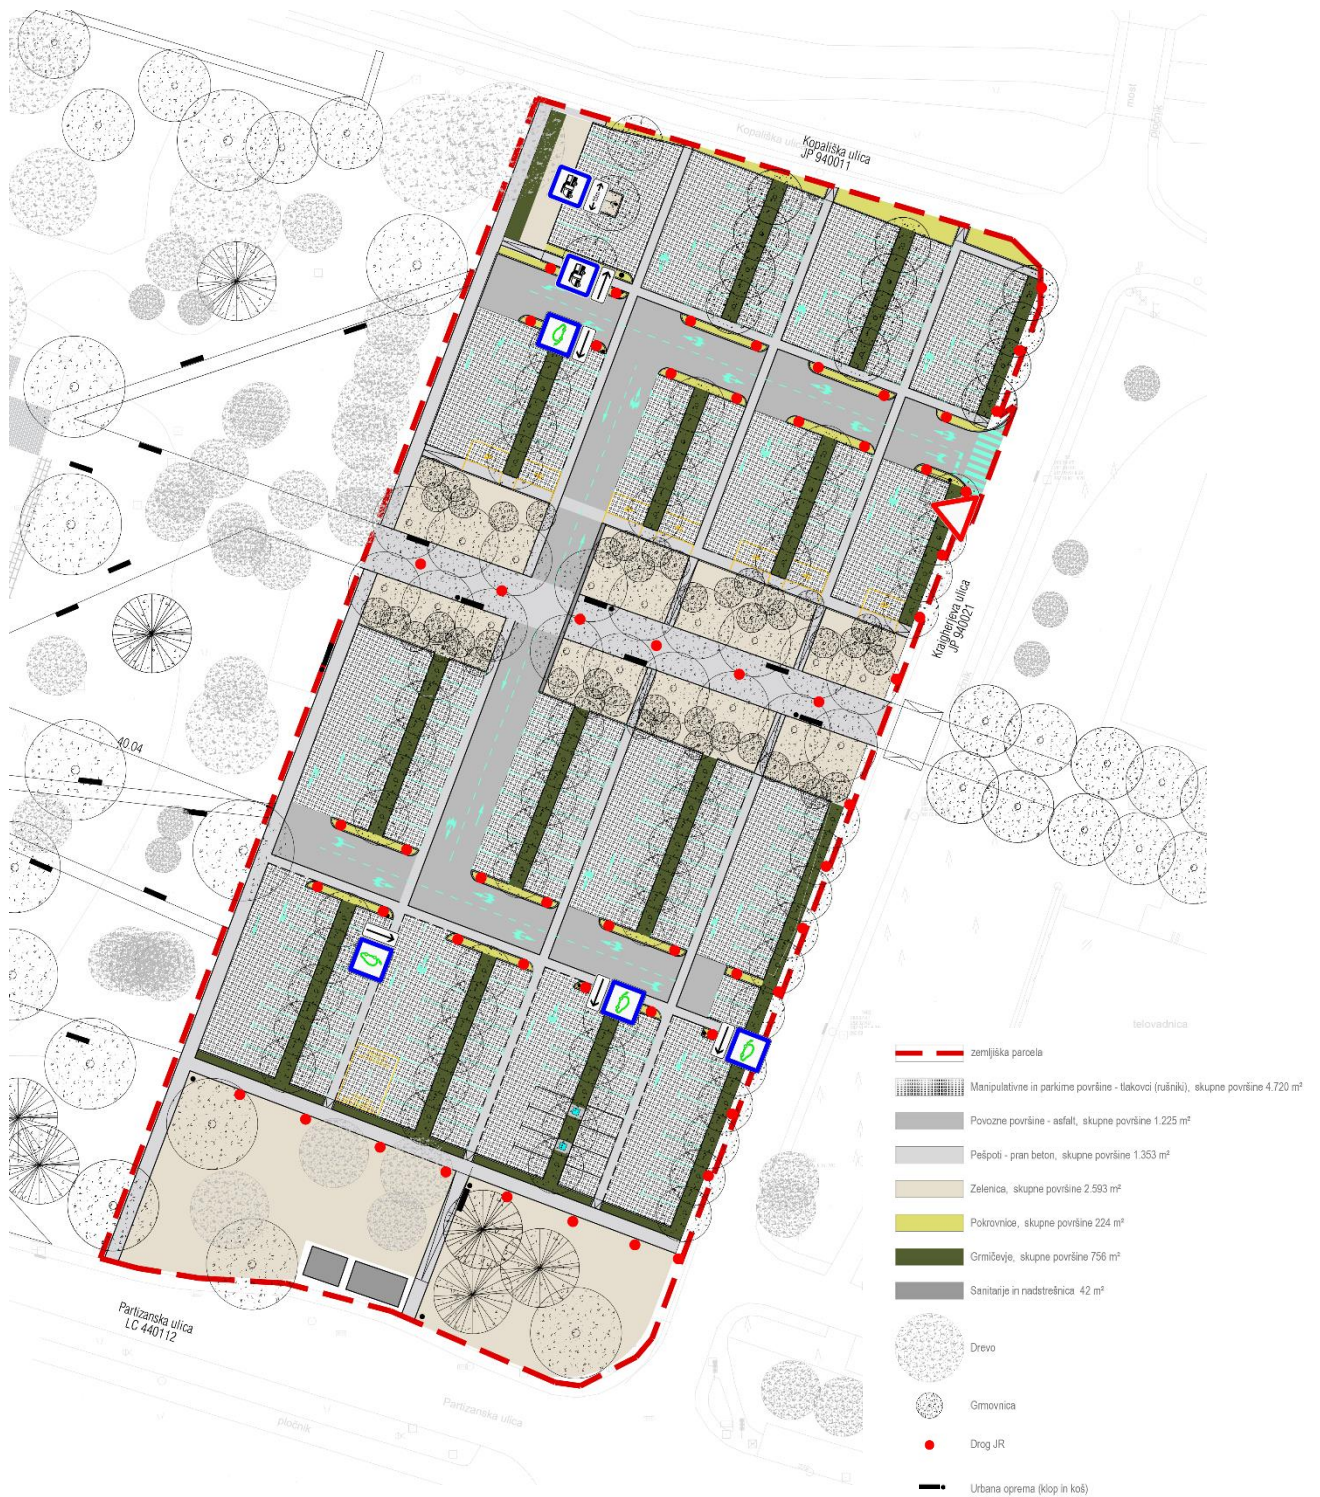 most
pločnik
Kopališka ulica
Kopališka ulica
JP 940011
Kraigherjeva ulica
JP 940021
40.04
telovadnica
zemljiška parcela
Manipulativne in parkirne površine - tlakovci (rušniki), skupne površine 4.720 m²
Povozne površine - asfalt, skupne površine 1.225 m²
Pešpoti - pran beton, skupne površine 1.353 m²
Zelenica, skupne površine 2.593 m²
Pokrovnice, skupne površine 224 m²
Grmičevje, skupne površine 756 m²
Sanitarije in nadstrešnica 42 m²
Partizanska ulica
LC 440112
Drevo
Partizanska ulica
pločnik
Grmovnica
Drog JR
Urbana oprema (klop in koš)